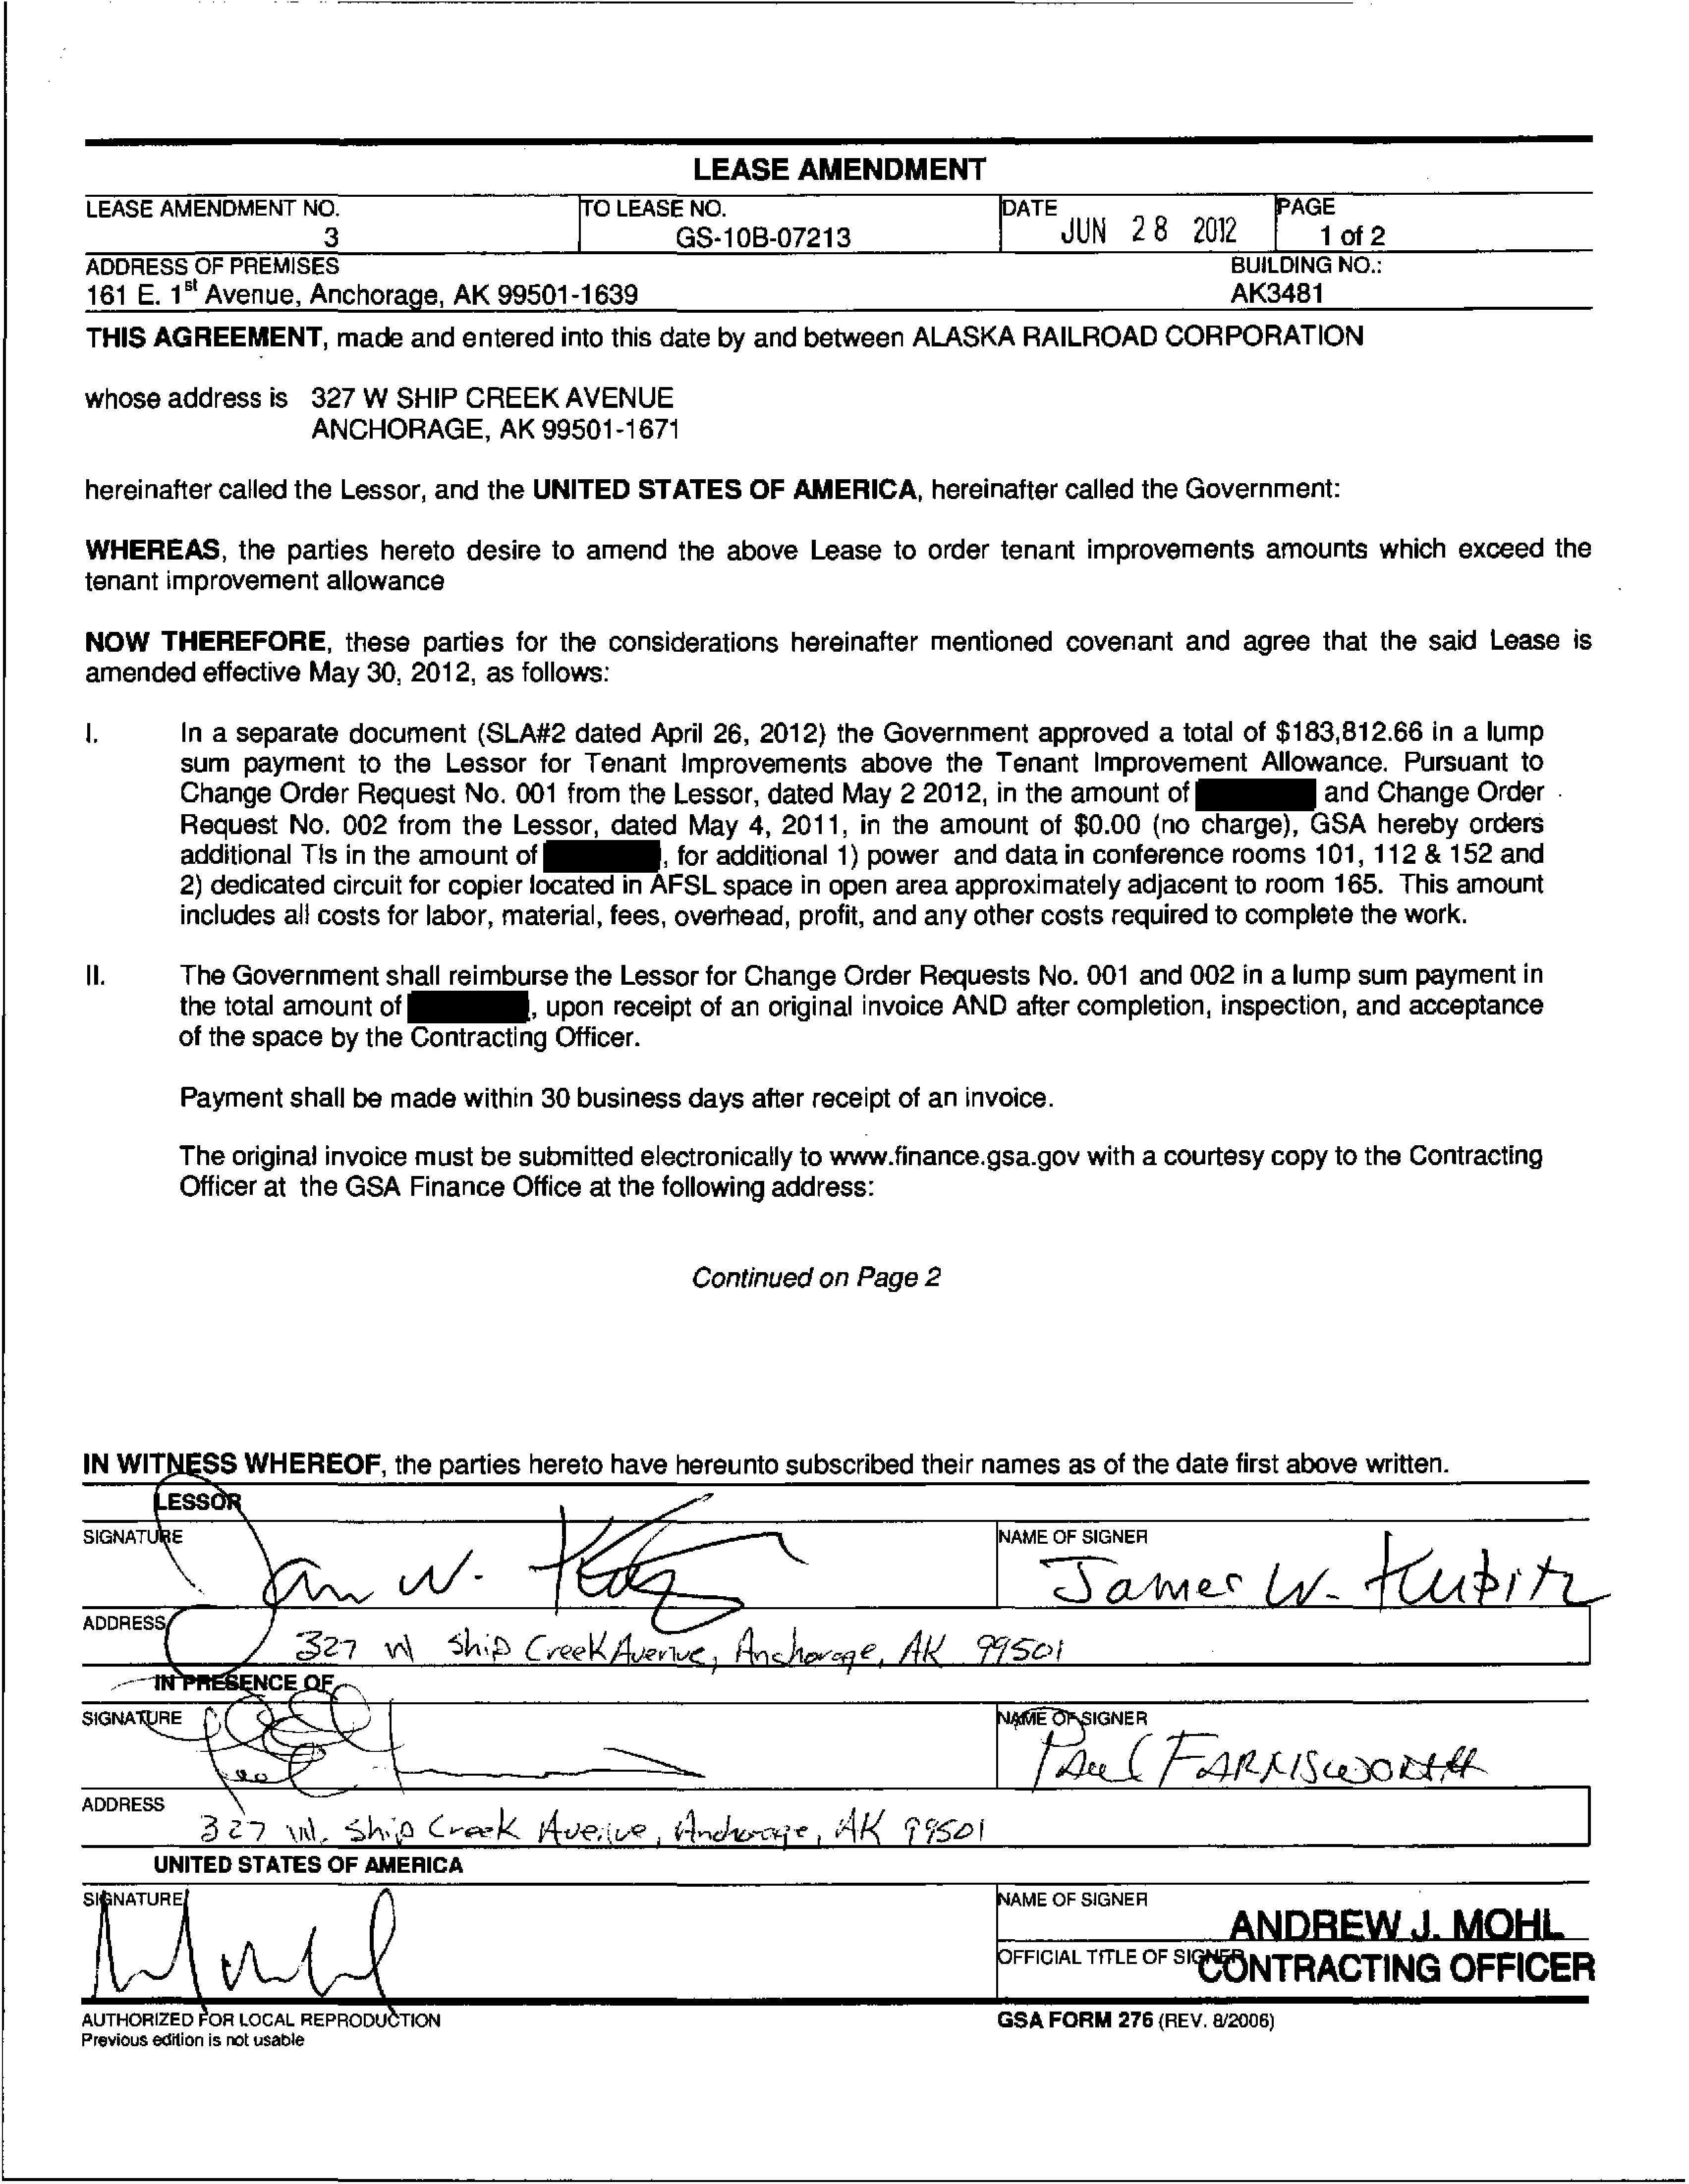 LEASE AMENDMENT
LEASE AMENDMENT NO. TO LEASE NO. DATE PAGE
3 GS-10B-07213 JUN 28 2012 1 of 2
ADDRESS OF PREMISES BUILDING NO.:
161 E. 1st Avenue, Anchorage, AK 99501-1639 AK3481
THIS AGREEMENT, made and entered into this date by and between ALASKA RAILROAD CORPORATION
whose address is 327 W SHIP CREEK AVENUE
ANCHORAGE, AK 99501-1671
hereinafter called the Lessor, and the UNITED STATES OF AMERICA, hereinafter called the Government:
WHEREAS, the parties hereto desire to amend the above Lease to order tenant improvements amounts which exceed the
tenant improvement allowance
NOW THEREFORE, these parties for the considerations hereinafter mentioned covenant and agree that the said Lease is
amended effective May 30, 2012, as follows:
I. In a separate document (SLA#2 dated April 26, 2012) the Government approved a total of $183,812.66 in a lump
sum payment to the Lessor for Tenant Improvements above the Tenant Improvement Allowance. Pursuant to
Change Order Request No. 001 from the Lessor, dated May 2 2012, in the amount of and Change Order
Request No. 002 from the Lessor, dated May 4, 2011, in the amount of $0.00 (no charge), GSA hereby orders
additional TIs in the amount of , for additional 1) power and data in conference rooms 101, 112 & 152 and
2) dedicated circuit for copier located in AFSL space in open area approximately adjacent to room 165. This amount
includes all costs for labor, material, fees, overhead, profit, and any other costs required to complete the work.
II. The Government shall reimburse the Lessor for Change Order Requests No. 001 and 002 in a lump sum payment in
the total amount of , upon receipt of an original invoice AND after completion, inspection, and acceptance
of the space by the Contracting Officer.
Payment shall be made within 30 business days after receipt of an invoice.
The original invoice must be submitted electronically to www.finance.gsa.gov with a courtesy copy to the Contracting
Officer at the GSA Finance Office at the following address:
Continued on Page 2
IN WITNESS WHEREOF, the parties hereto have hereunto subscribed their names as of the date first above written.
LESSOR
SIGNATURE NAME OF SIGNER
James W. Kubitz
ADDRESS
327 W Ship Creek Avenue, Anchorage, AK 99501
IN PRESENCE OF
SIGNATURE NAME OF SIGNER
Paul FARNSWORTH
ADDRESS
327 W. Ship Creek Avenue, Anchorage, AK 99501
UNITED STATES OF AMERICA
SIGNATURE NAME OF SIGNER
ANDREW J. MOHL
OFFICIAL TITLE OF SIGNER CONTRACTING OFFICER
AUTHORIZED FOR LOCAL REPRODUCTION GSA FORM 276 (REV. 8/2006)
Previous edition is not usable